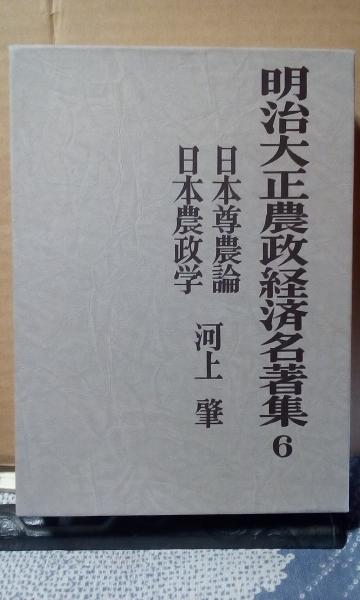 明治大正農政経済名著集6
日本尊農論
日本農政学
河上肇